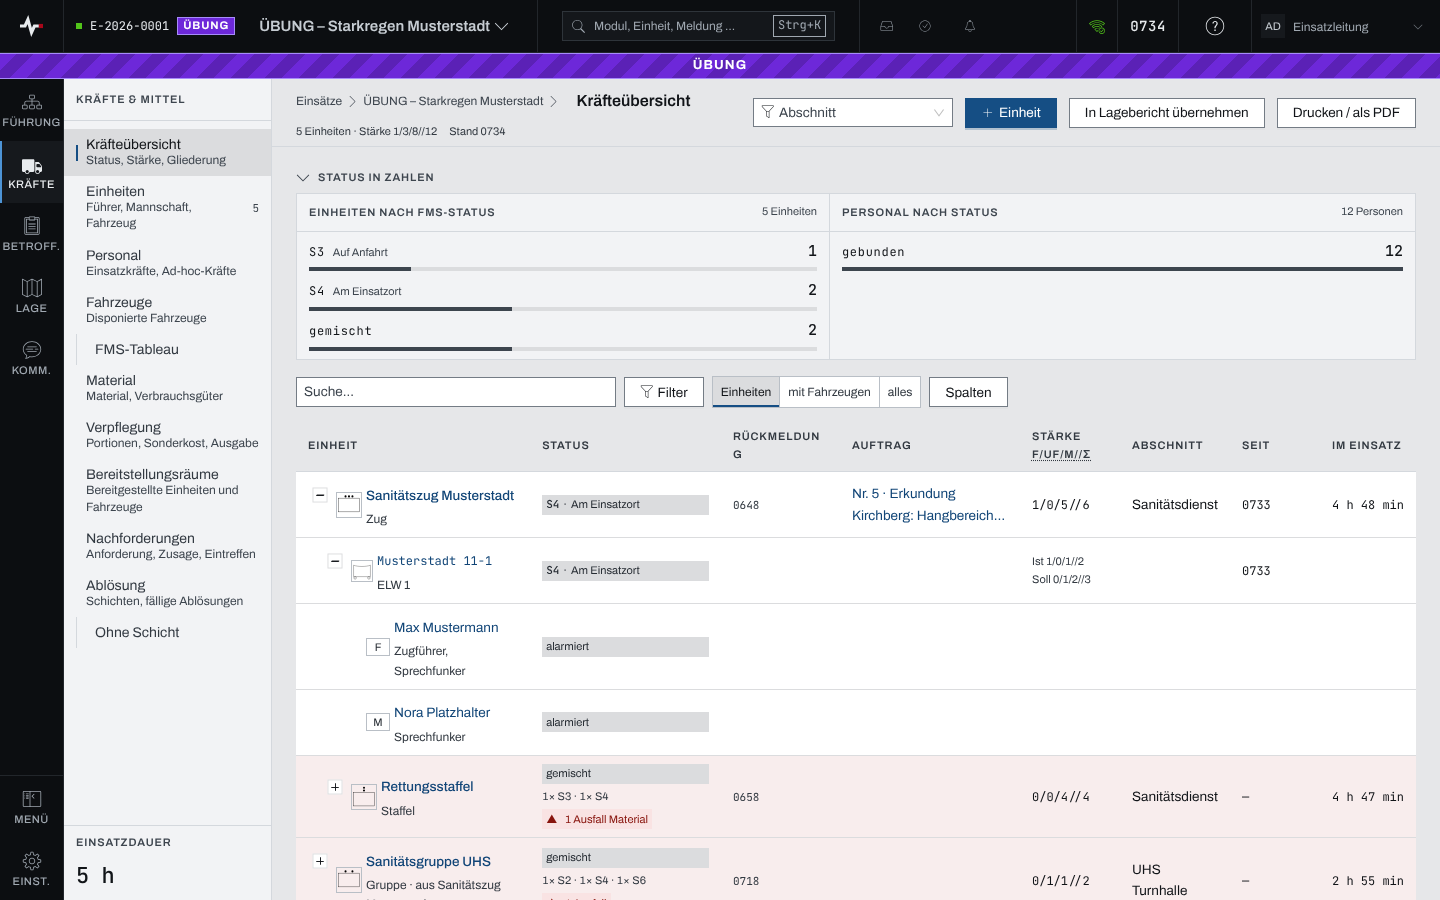 E-2026-0001 ÜBUNG
ÜBUNG – Starkregen Musterstadt
Modul, Einheit, Meldung ... Strg+K
0734
?
AD Einsatzleitung
ÜBUNG
FÜHRUNG
KRÄFTE
BETROFF.
LAGE
KOMM.
MENÜ
EINST.
KRÄFTE & MITTEL
Kräfteübersicht
Status, Stärke, Gliederung
Einheiten
Führer, Mannschaft,
Fahrzeug
5
Personal
Einsatzkräfte, Ad-hoc-Kräfte
Fahrzeuge
Disponierte Fahrzeuge
FMS-Tableau
Material
Material, Verbrauchsgüter
Verpflegung
Portionen, Sonderkost, Ausgabe
Bereitstellungsräume
Bereitgestellte Einheiten und
Fahrzeuge
Nachforderungen
Anforderung, Zusage, Eintreffen
Ablösung
Schichten, fällige Ablösungen
Ohne Schicht
EINSATZDAUER
5 h
Einsätze > ÜBUNG – Starkregen Musterstadt > Kräfteübersicht
5 Einheiten · Stärke 1/3/8//12 Stand 0734
Abschnitt
+ Einheit
In Lagebericht übernehmen
Drucken / als PDF
STATUS IN ZAHLEN
EINHEITEN NACH FMS-STATUS 5 Einheiten
S3 Auf Anfahrt 1
S4 Am Einsatzort 2
gemischt 2
PERSONAL NACH STATUS 12 Personen
gebunden 12
Suche...
Filter
Einheiten mit Fahrzeugen alles
Spalten
EINHEIT STATUS RÜCKMELDUN
G AUFTRAG STÄRKE
F/UF/M//Σ ABSCHNITT SEIT IM EINSATZ
Sanitätszug Musterstadt
Zug
S4 · Am Einsatzort
0648
Nr. 5 · Erkundung
Kirchberg: Hangbereich...
1/0/5//6 Sanitätsdienst 0733 4 h 48 min
Musterstadt 11-1
ELW 1
S4 · Am Einsatzort
Ist 1/0/1//2
Soll 0/1/2//3
0733
F
Max Mustermann
Zugführer,
Sprechfunker
alarmiert
M
Nora Platzhalter
Sprechfunker
alarmiert
Rettungsstaffel
Staffel
gemischt
1× S3 · 1× S4
1 Ausfall Material
0658 0/0/4//4 Sanitätsdienst – 4 h 47 min
Sanitätsgruppe UHS
Gruppe · aus Sanitätszug
gemischt
1× S2 · 1× S4 · 1× S6
0718 0/1/1//2
UHS
Turnhalle
– 2 h 55 min